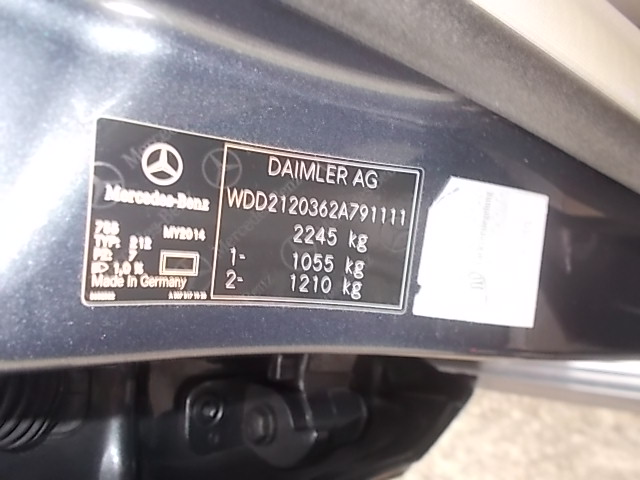 Mercedes-Benz
MY2014
TYP: 212
Made in Germany
DAIMLER AG
WDD2120362A791111
2245 kg
1- 1055 kg
2- 1210 kg